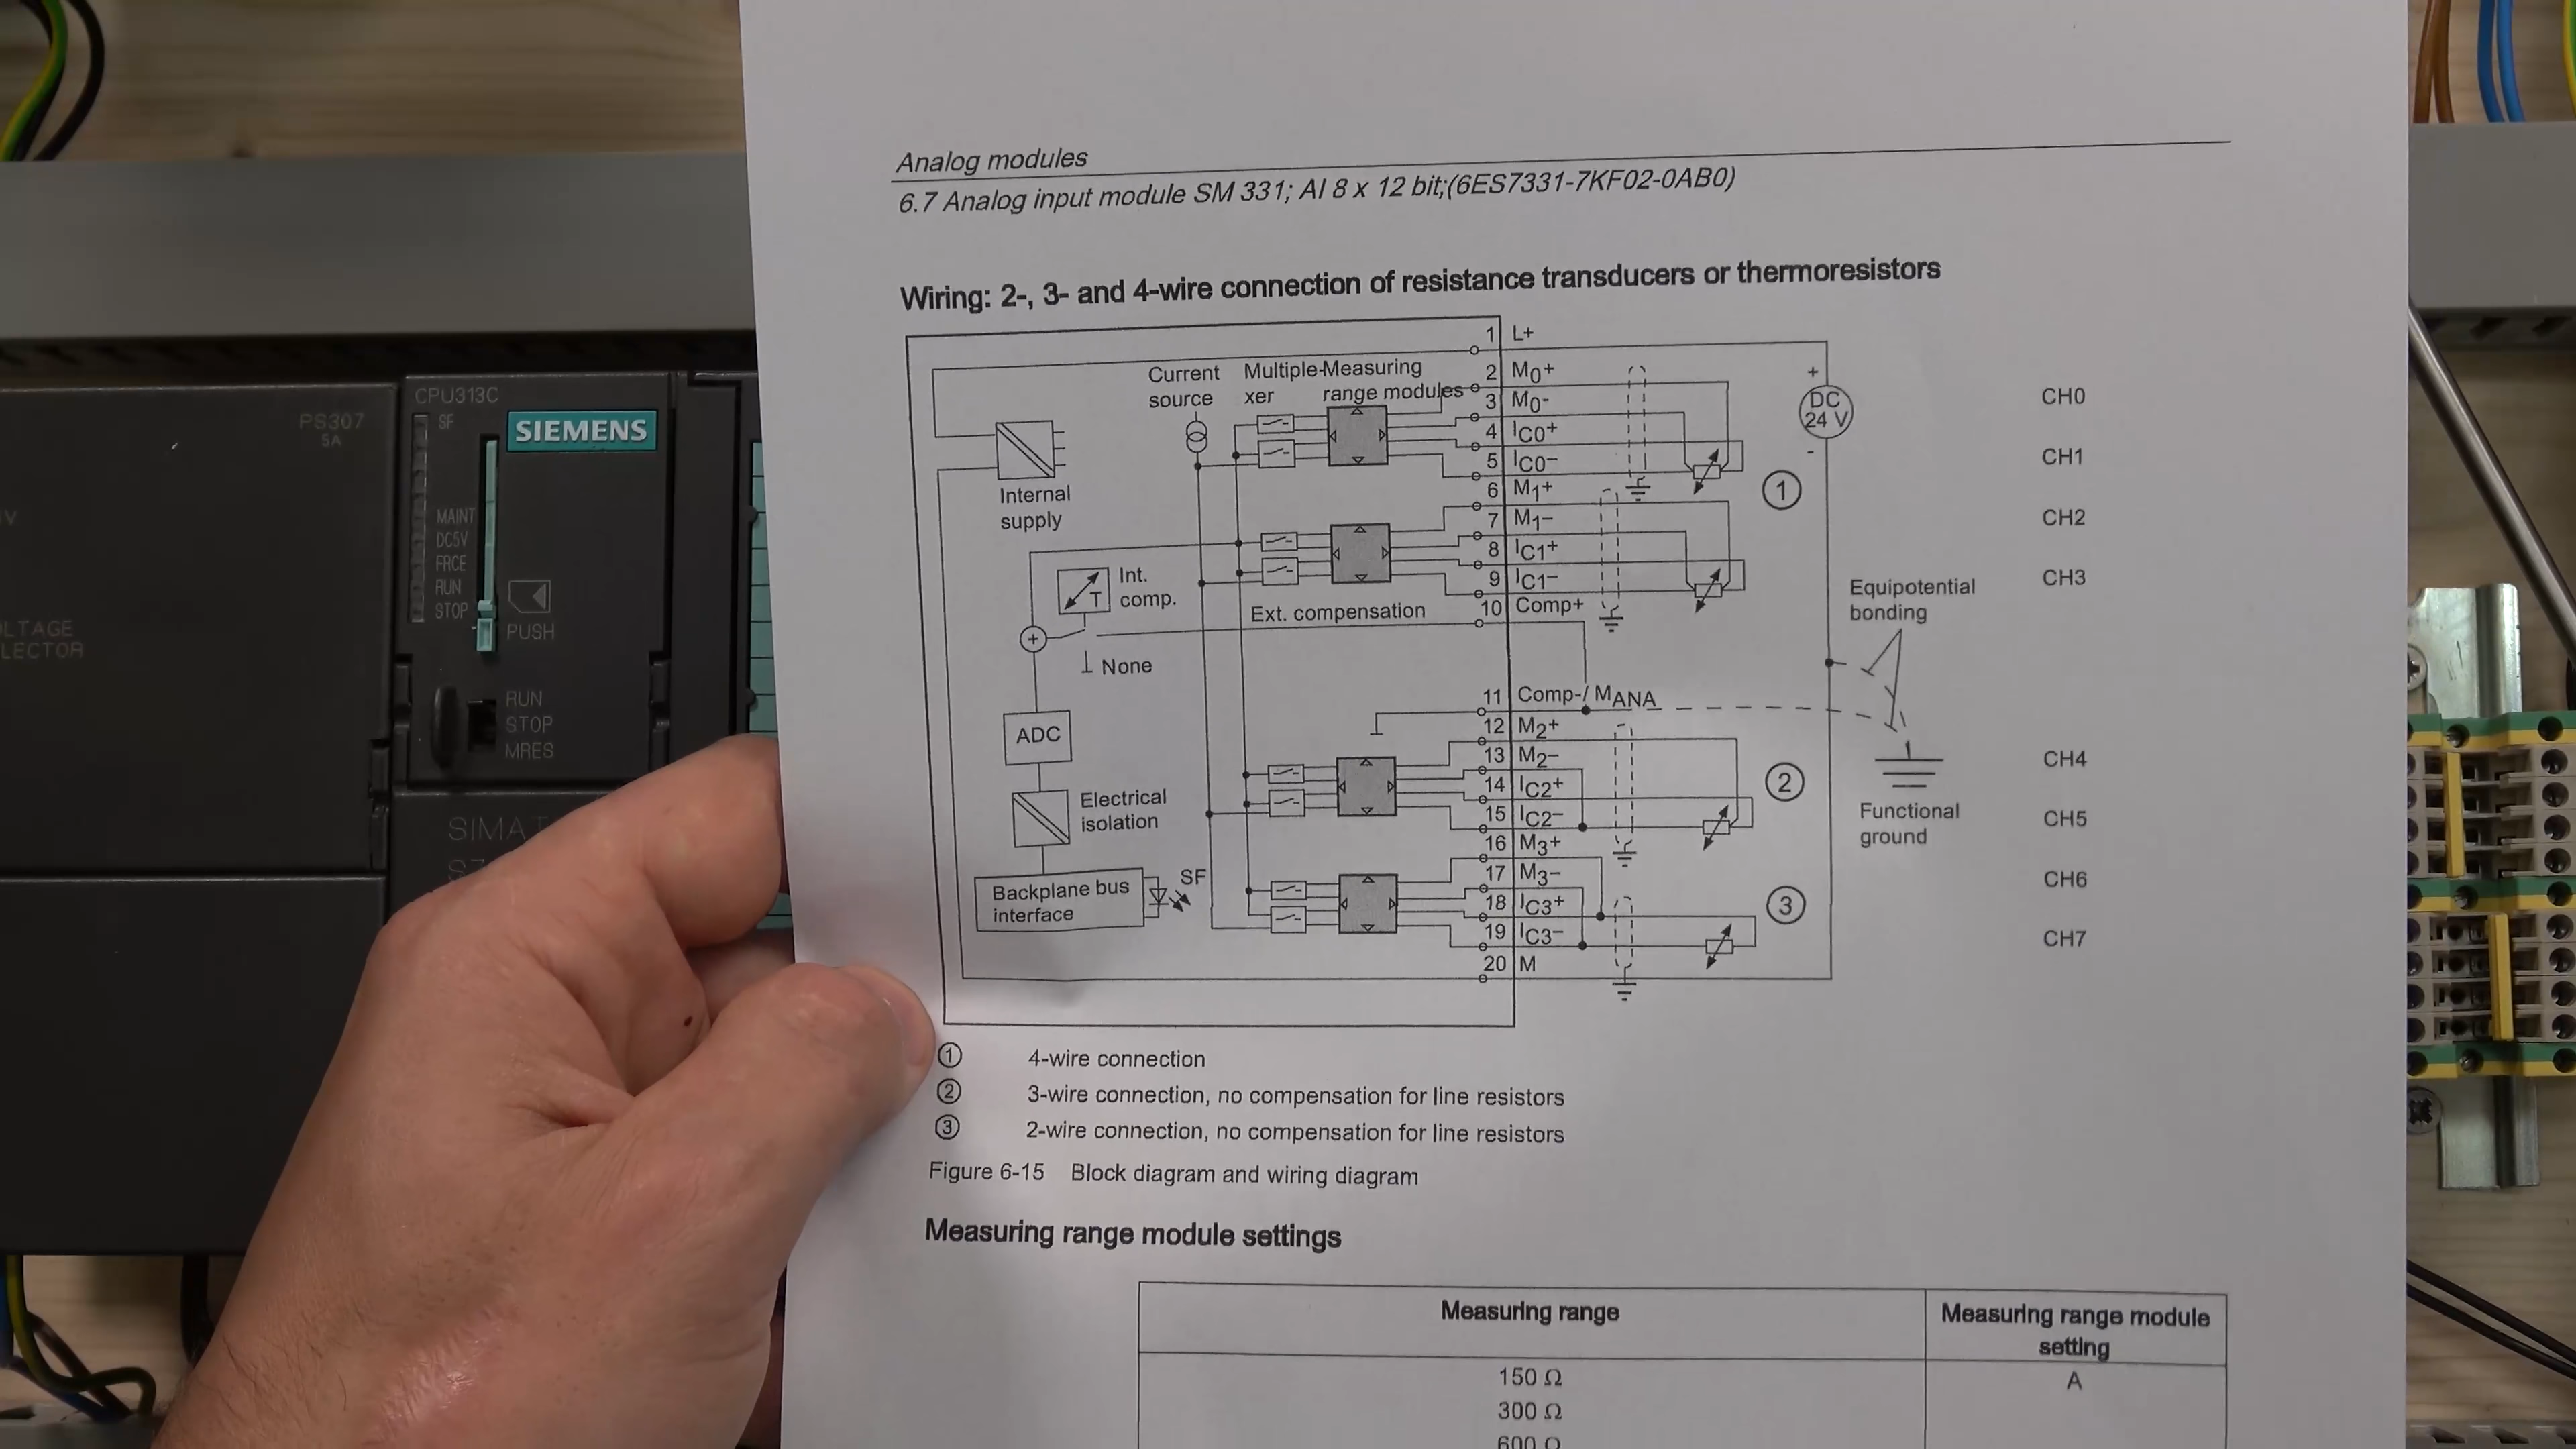 Analog modules
6.7 Analog input module SM 331; AI 8 x 12 bit;(6ES7331-7KF02-0AB0)
Wiring: 2-, 3- and 4-wire connection of resistance transducers or thermoresistors
Current source
Multiple-xer
Measuring range modules
Internal supply
Int. comp.
T
Ext. compensation
+
⊥ None
ADC
Electrical isolation
Backplane bus interface
SF
1 L+
2 M0+
3 M0-
4 IC0+
5 IC0-
6 M1+
7 M1-
8 IC1+
9 IC1-
10 Comp+
11 Comp-/ MANA
12 M2+
13 M2-
14 IC2+
15 IC2-
16 M3+
17 M3-
18 IC3+
19 IC3-
20 M
①
②
③
+
DC
24 V
-
Equipotential
bonding
Functional
ground
CH0
CH1
CH2
CH3
CH4
CH5
CH6
CH7
① 4-wire connection
② 3-wire connection, no compensation for line resistors
③ 2-wire connection, no compensation for line resistors
Figure 6-15 Block diagram and wiring diagram
Measuring range module settings
Measuring range
Measuring range module
setting
150 Ω
A
300 Ω
600 Ω
PS307
5A
CPU313C
SF
SIEMENS
MAINT
DC5V
FRCE
RUN
STOP
PUSH
RUN
STOP
MRES